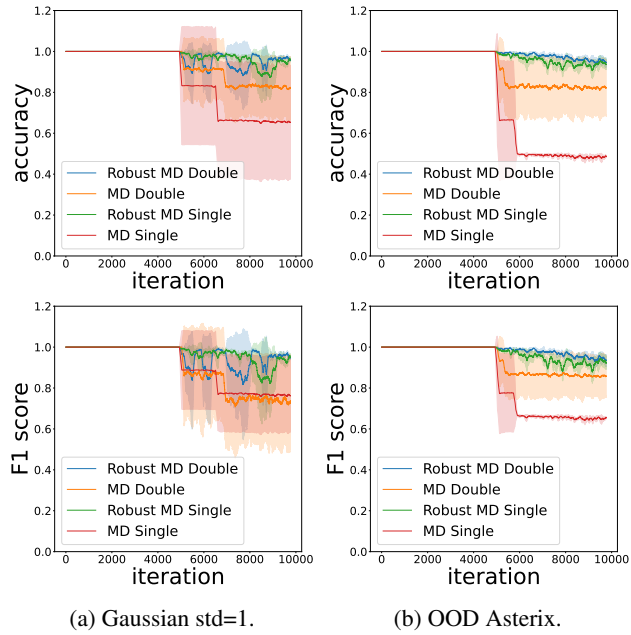 1.2
1.0
0.8
0.6
0.4
0.2
0.0
accuracy
Robust MD Double
MD Double
Robust MD Single
MD Single
0 2000 4000 6000 8000 10000
iteration
1.2
1.0
0.8
0.6
0.4
0.2
0.0
accuracy
Robust MD Double
MD Double
Robust MD Single
MD Single
0 2000 4000 6000 8000 10000
iteration
1.2
1.0
0.8
0.6
0.4
0.2
0.0
F1 score
Robust MD Double
MD Double
Robust MD Single
MD Single
0 2000 4000 6000 8000 10000
iteration
1.2
1.0
0.8
0.6
0.4
0.2
0.0
F1 score
Robust MD Double
MD Double
Robust MD Single
MD Single
0 2000 4000 6000 8000 10000
iteration
(a) Gaussian std=1.
(b) OOD Asterix.